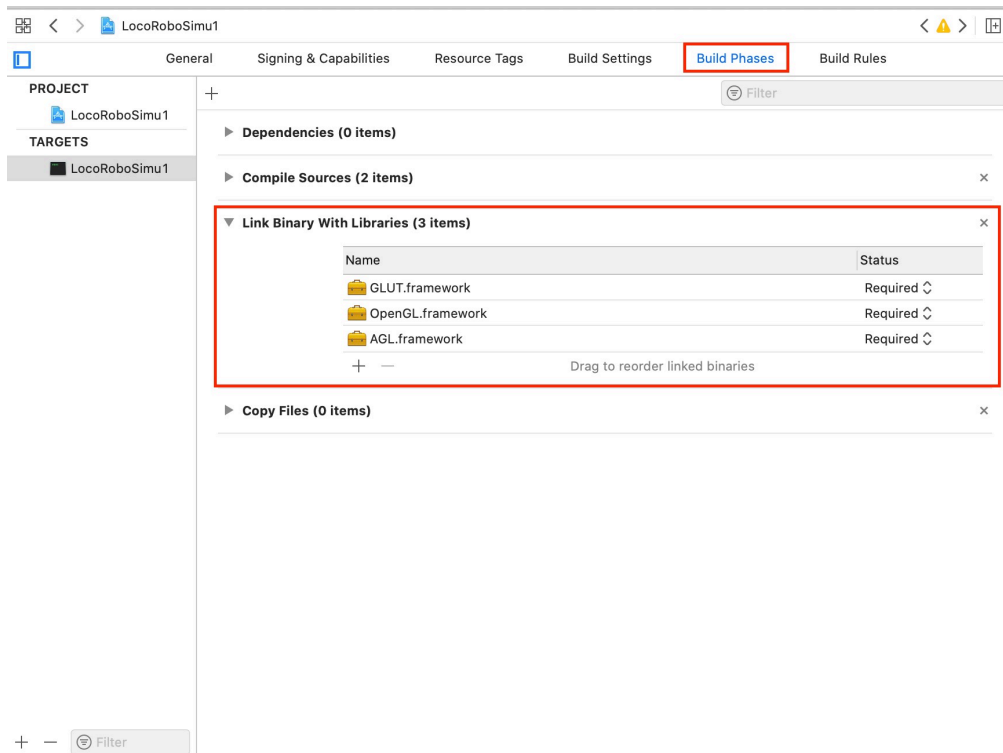 LocoRoboSimu1
General Signing & Capabilities Resource Tags Build Settings Build Phases Build Rules
PROJECT
LocoRoboSimu1
TARGETS
LocoRoboSimu1
Filter
Dependencies (0 items)
Compile Sources (2 items)
Link Binary With Libraries (3 items)
Name Status
GLUT.framework Required
OpenGL.framework Required
AGL.framework Required
Drag to reorder linked binaries
Copy Files (0 items)
Filter